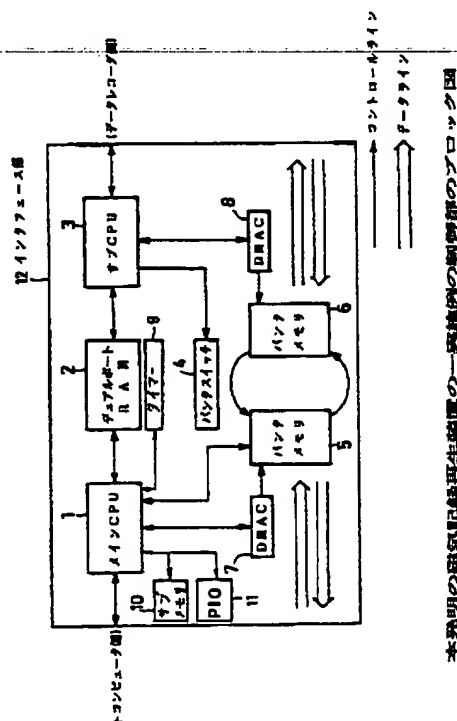 12 インタフェース部
(データレコーダ側)
3
サブCPU
2
デュアルポート
RAM
9
タイマー
4
バンクスイッチ
8
DMAC
6
バンク
メモリ
1
メインCPU
5
バンク
メモリ
7
DMAC
10
サブ
メモリ
11
PIO
トコンピュータ側)
コントロールライン
データライン
本発明の磁気記録再生装置の一実施例の制御部のブロック図